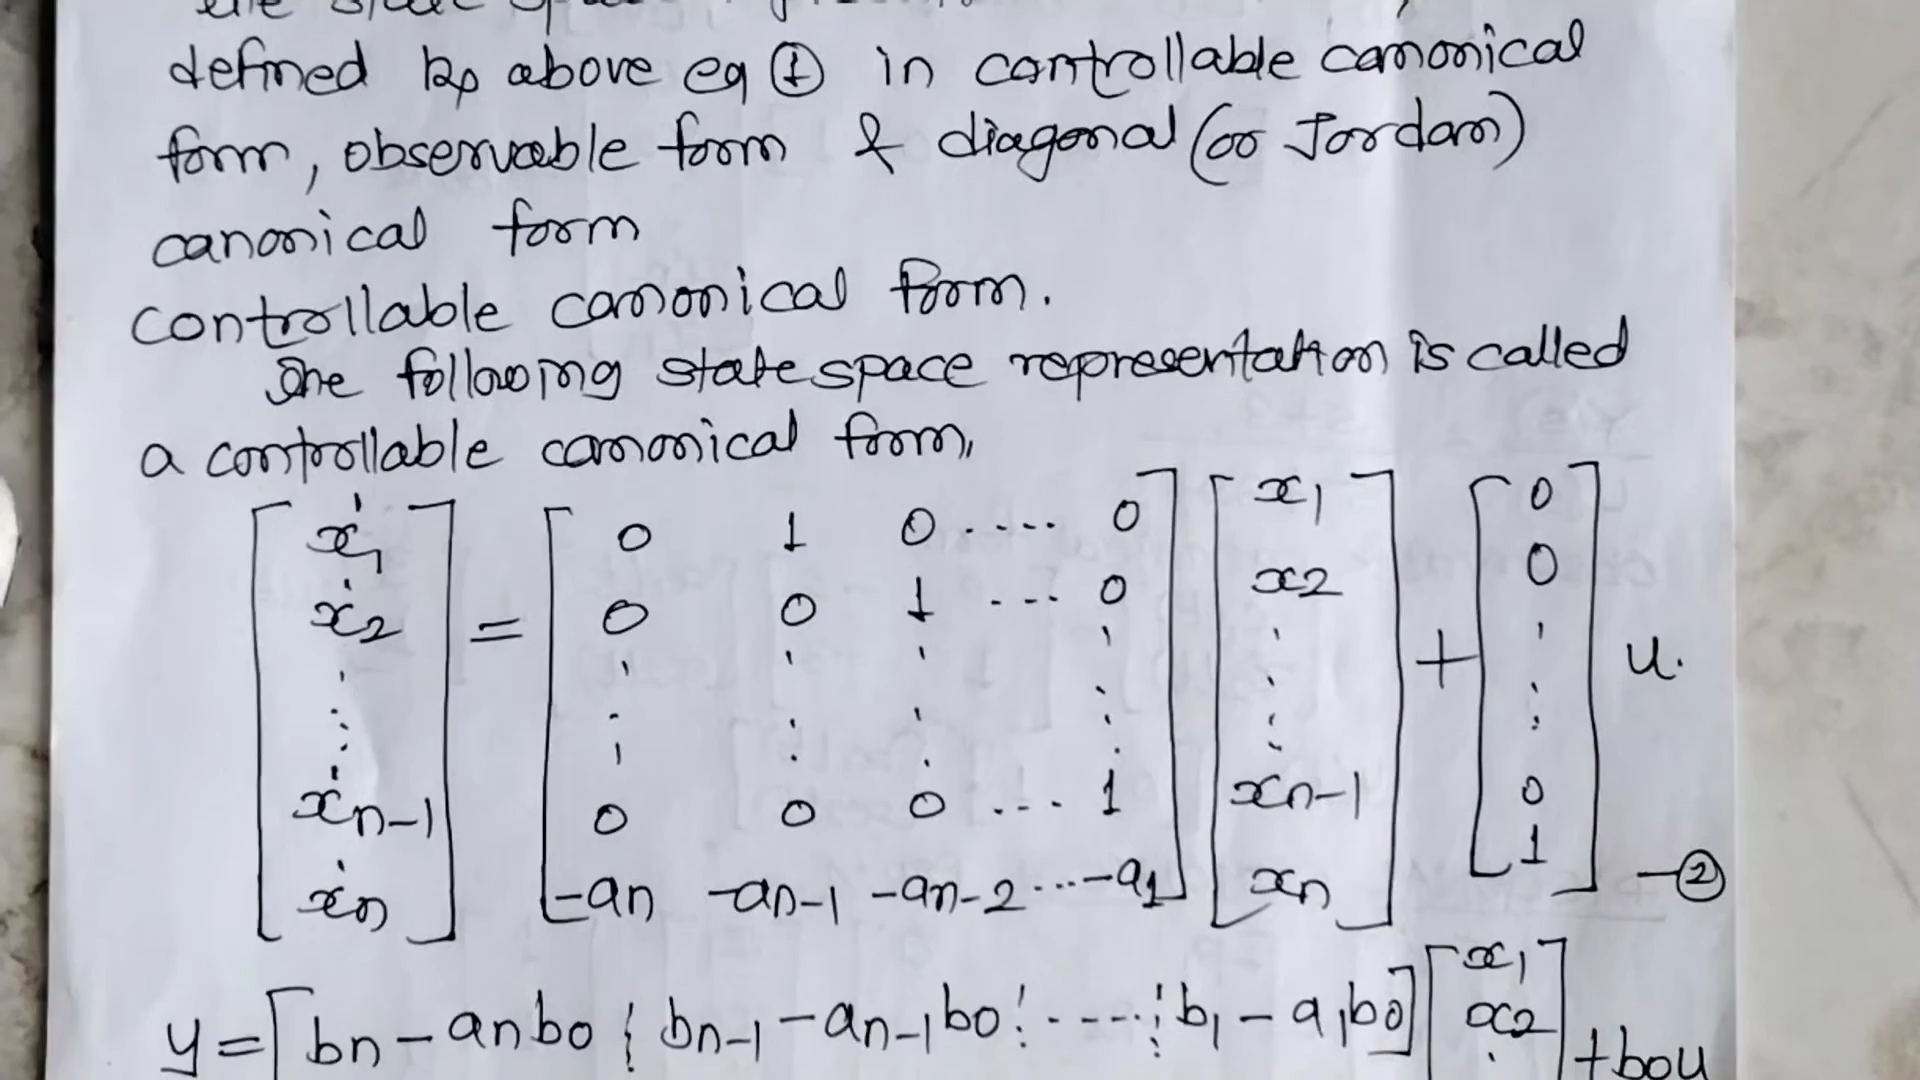 the state space
defined by above eq ① in controllable canonical
form, observable form & diagonal (or Jordan)
canonical form
controllable canonical form.
The following state space representation is called
a controllable canonical form,
[ẋ1 ẋ2 ⋮ ẋn-1 ẋn] = [0 1 0 .... 0; 0 0 1 ... 0; ⋮ ⋮ ⋮ ⋮; 0 0 0 ... 1; -an -an-1 -an-2 ... -a1] [x1 x2 ⋮ xn-1 xn] + [0 0 ⋮ 0 1] u. —②
y = [bn - anb0 ¦ bn-1 - an-1b0 ¦ .... ¦ b1 - a1b0] [x1 x2 ⋮ + b0u